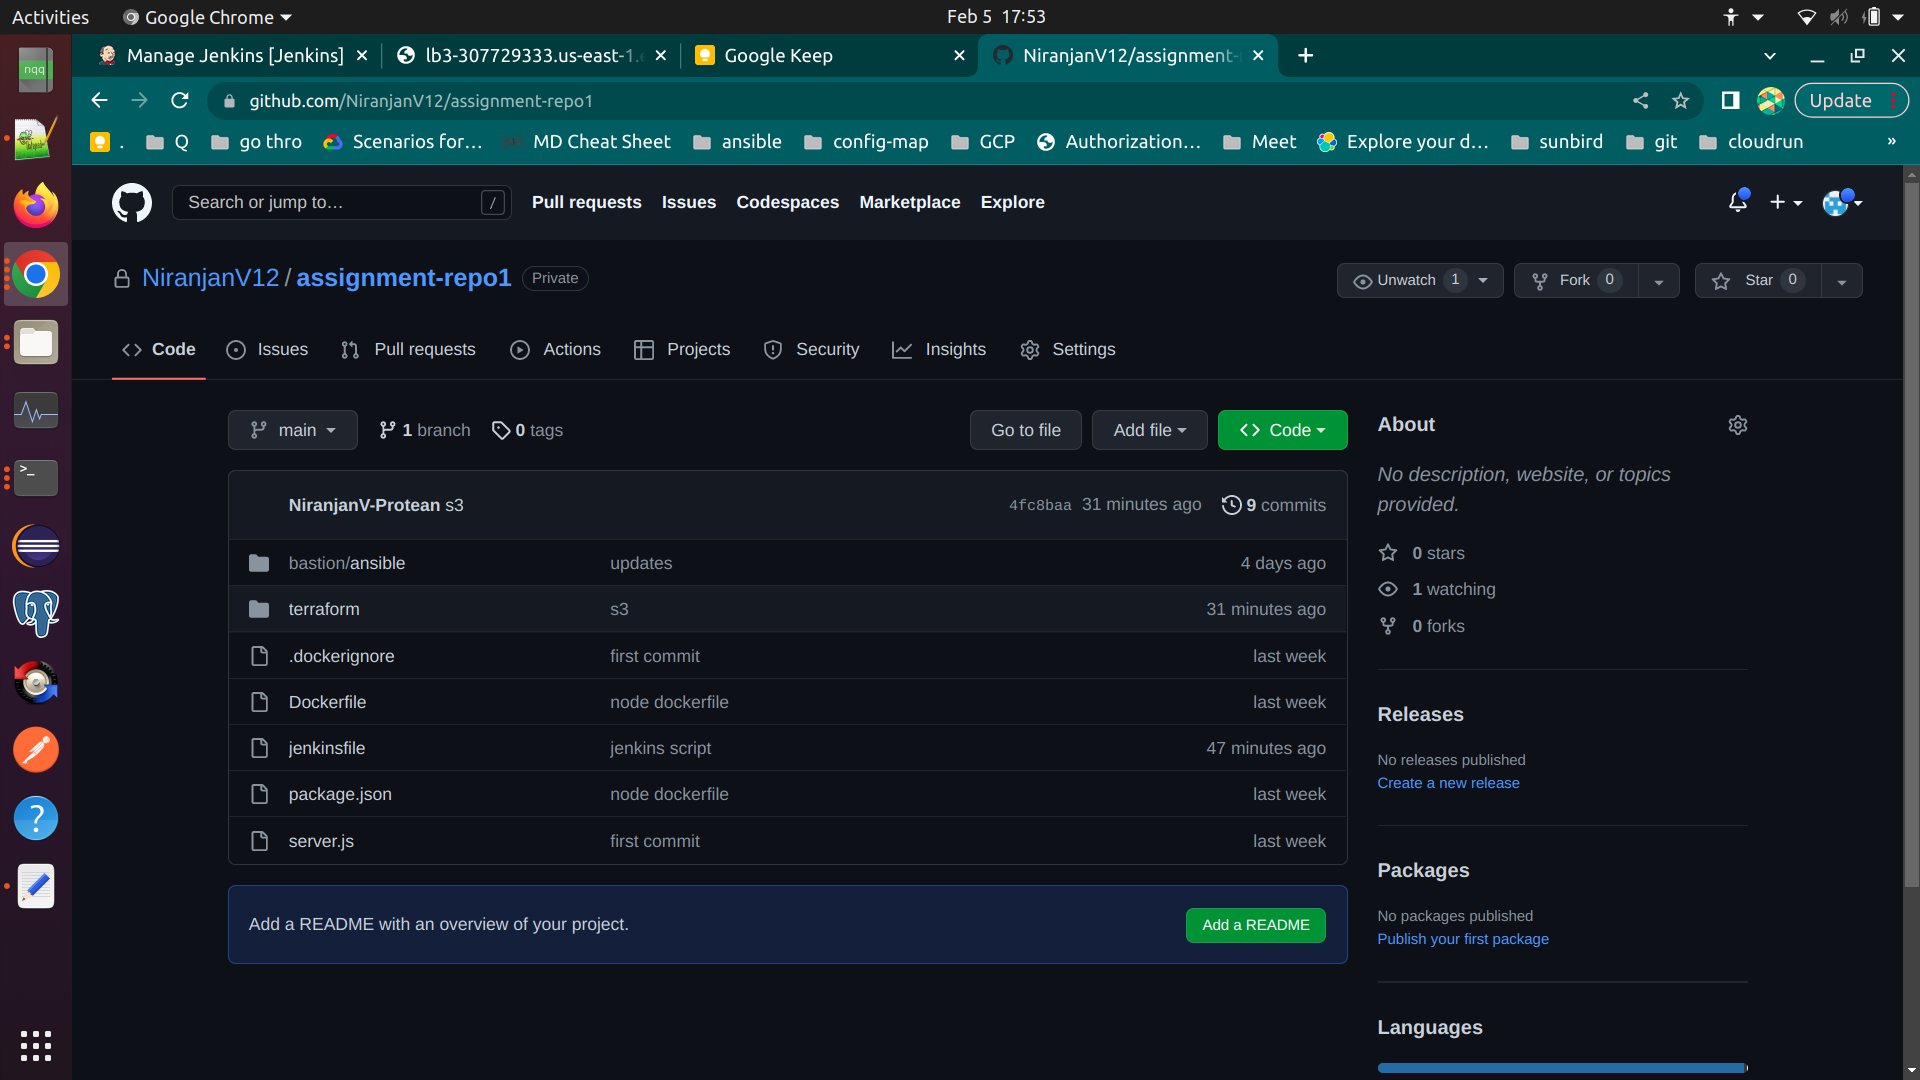 Activities Google Chrome Feb 5 17:53
Manage Jenkins [Jenkins] lb3-307729333.us-east-1. Google Keep NiranjanV12/assignment-
github.com/NiranjanV12/assignment-repo1 Update
. Q go thro Scenarios for… MD Cheat Sheet ansible config-map GCP Authorization… Meet Explore your d… sunbird git cloudrun »
nqq
Search or jump to… / Pull requests Issues Codespaces Marketplace Explore
NiranjanV12 / assignment-repo1 Private Unwatch 1 Fork 0 Star 0
Code Issues Pull requests Actions Projects Security Insights Settings
main 1 branch 0 tags Go to file Add file Code
NiranjanV-Protean s3 4fc8baa 31 minutes ago 9 commits
bastion/ansible updates 4 days ago
terraform s3 31 minutes ago
.dockerignore first commit last week
Dockerfile node dockerfile last week
jenkinsfile jenkins script 47 minutes ago
package.json node dockerfile last week
server.js first commit last week
Add a README with an overview of your project. Add a README
About
No description, website, or topics
provided.
0 stars
1 watching
0 forks
Releases
No releases published
Create a new release
Packages
No packages published
Publish your first package
Languages